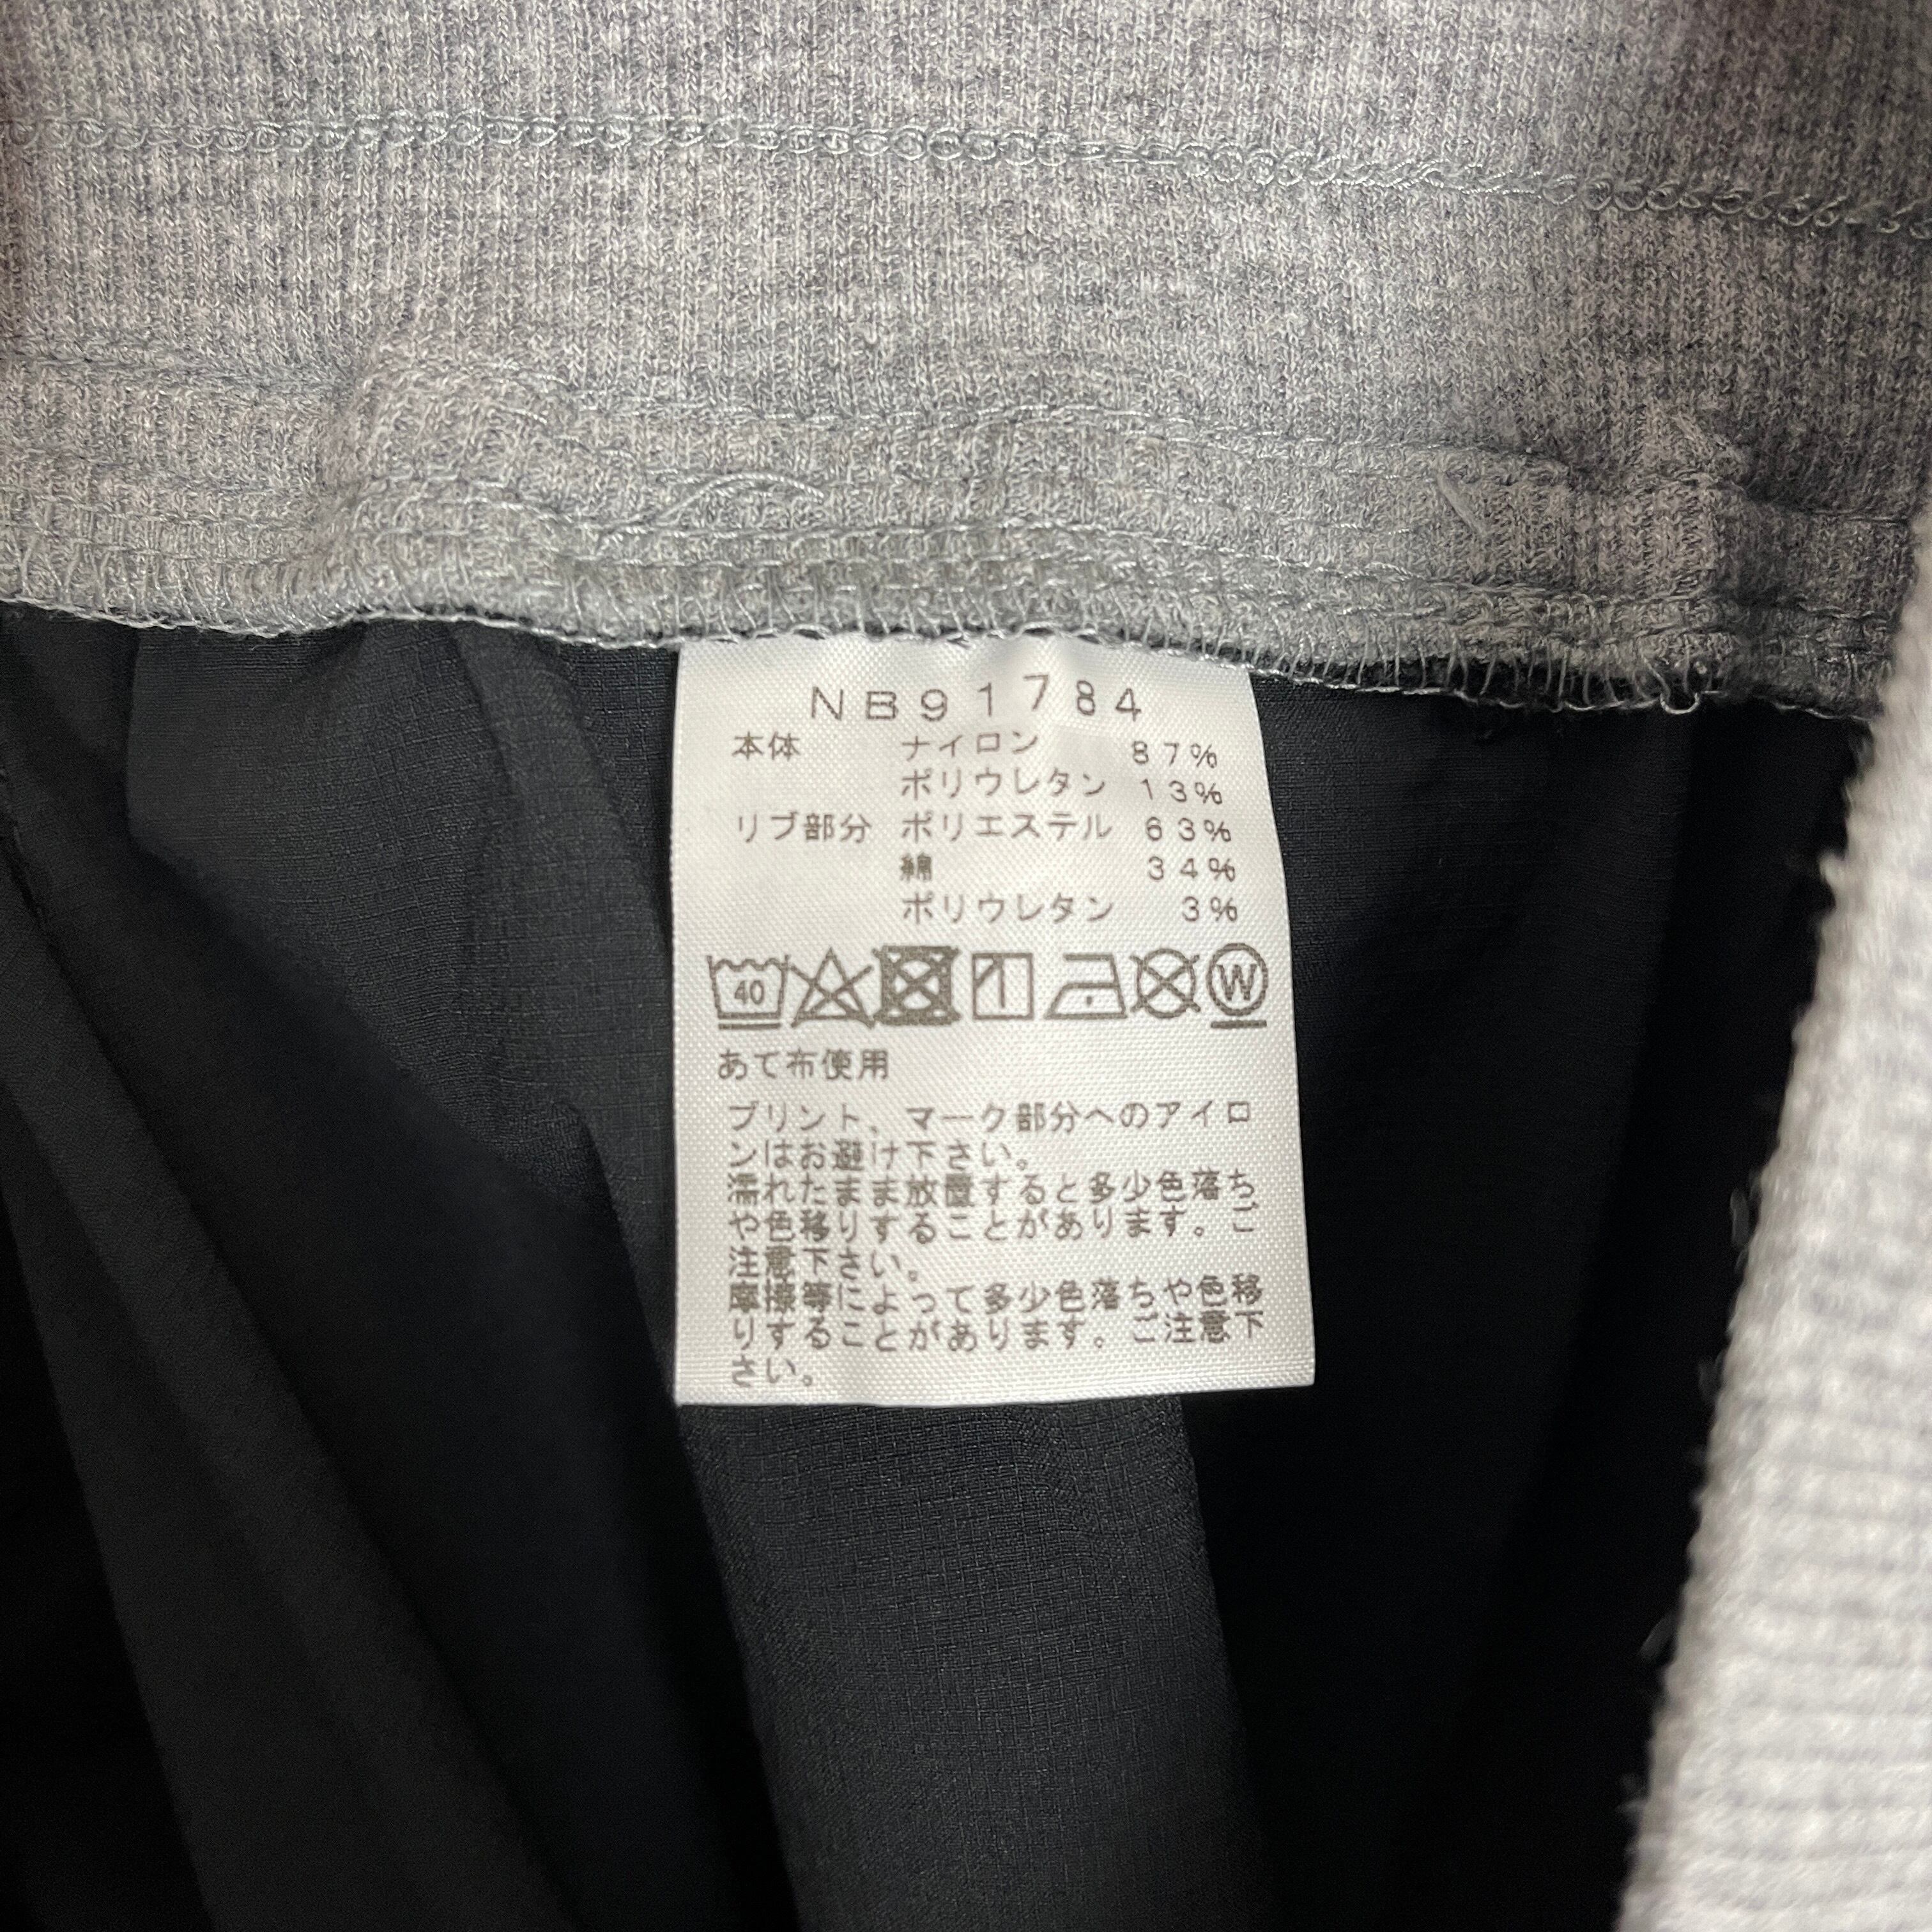 NB91784
本体 ナイロン 87%
ポリウレタン 13%
リブ部分 ポリエステル 63%
綿 34%
ポリウレタン 3%
40 W
あて布使用
プリント、マーク部分へのアイロ
ンはお避け下さい。
濡れたまま放置すると多少色落ち
や色移りすることがあります。ご
注意下さい。
摩擦等によって多少色落ちや色移
りすることがあります。ご注意下
さい。